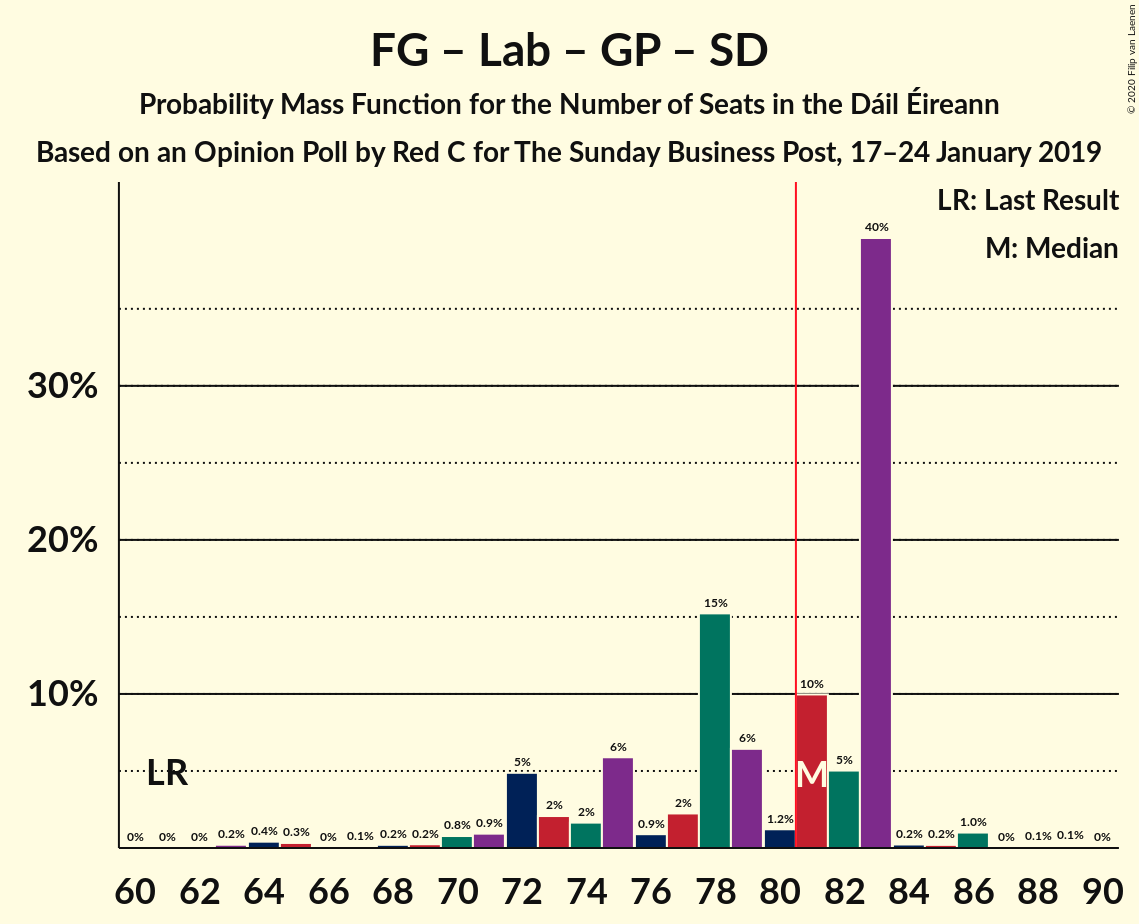 FG – Lab – GP – SD
Probability Mass Function for the Number of Seats in the Dáil Éireann
Based on an Opinion Poll by Red C for The Sunday Business Post, 17–24 January 2019
© 2020 Filip van Laenen
LR: Last Result
M: Median
40%
30%
20%
15%
10%
10%
6%
6%
LR
5%
M
5%
0% 0% 0% 0.2% 0.4% 0.3% 0% 0.1% 0.2% 0.2% 0.8% 0.9% 2% 2% 0.9% 2% 1.2% 0.2% 0.2% 1.0% 0% 0.1% 0.1% 0%
60 62 64 66 68 70 72 74 76 78 80 82 84 86 88 90